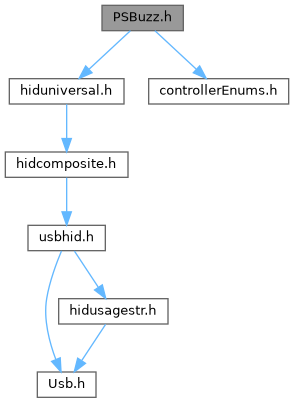 PSBuzz.h
hiduniversal.h
controllerEnums.h
hidcomposite.h
usbhid.h
hidusagestr.h
Usb.h